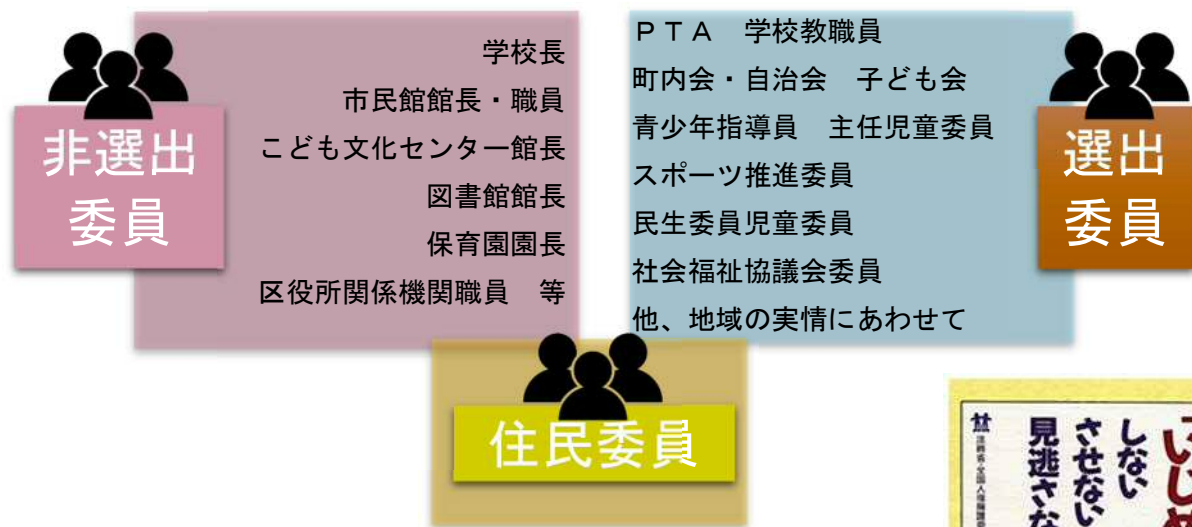 非選出
委員
学校長
市民館館長・職員
こども文化センター館長
図書館館長
保育園園長
区役所関係機関職員　等
ＰＴＡ　学校教職員
町内会・自治会　子ども会
青少年指導員　主任児童委員
スポーツ推進委員
民生委員児童委員
社会福祉協議会委員
他、地域の実情にあわせて
選出
委員
住民委員
いじめ
しない
させない
見逃さな